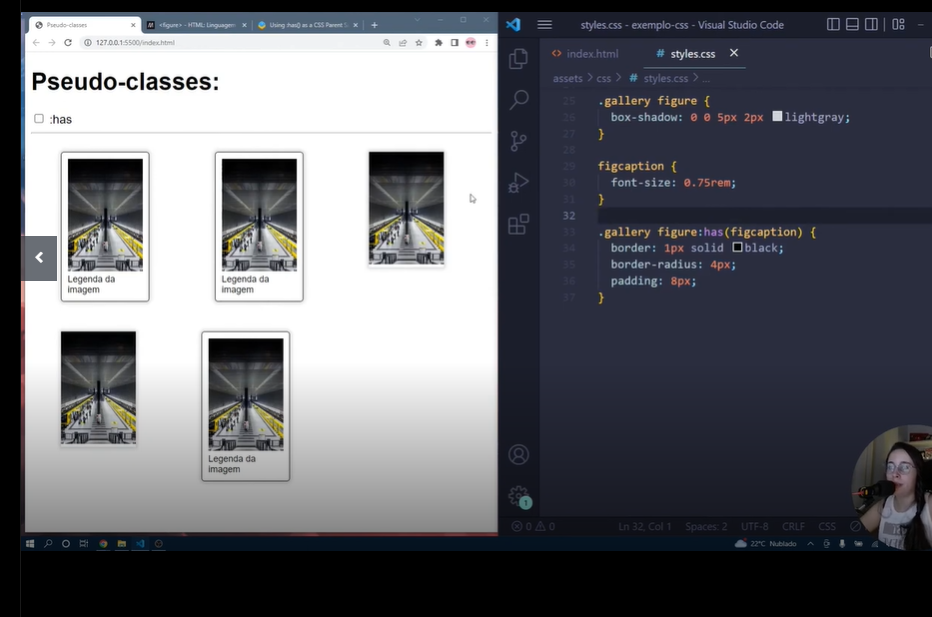 Pseudo-classes
<figure> - HTML: Linguagem
Using :has() as a CSS Parent S
127.0.0.1:5500/index.html
Pseudo-classes:
:has
Legenda da
imagem
Legenda da
imagem
Legenda da
imagem
styles.css - exemplo-css - Visual Studio Code
<> index.html
# styles.css
assets > css > # styles.css > ...
25 .gallery figure {
26 box-shadow: 0 0 5px 2px lightgray;
27 }
28
29 figcaption {
30 font-size: 0.75rem;
31 }
32
33 .gallery figure:has(figcaption) {
34 border: 1px solid black;
35 border-radius: 4px;
36 padding: 8px;
37 }
1
0 0 Ln 32, Col 1 Spaces: 2 UTF-8 CRLF CSS
22°C Nublado